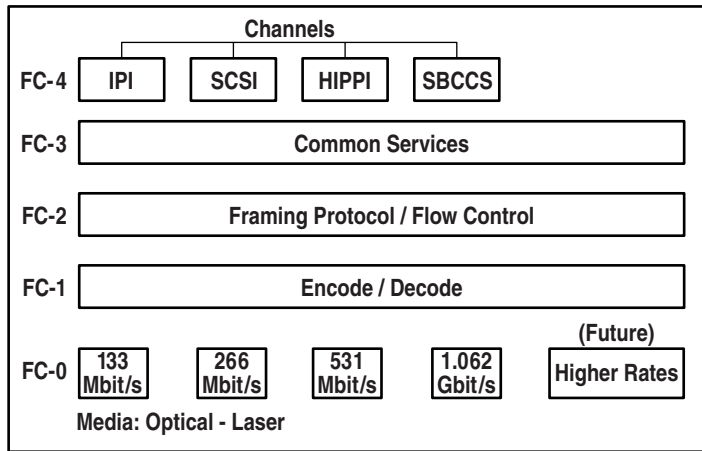 Channels
FC-4 IPI SCSI HIPPI SBCCS
FC-3 Common Services
FC-2 Framing Protocol / Flow Control
FC-1 Encode / Decode
(Future)
FC-0 133 Mbit/s 266 Mbit/s 531 Mbit/s 1.062 Gbit/s Higher Rates
Media: Optical - Laser